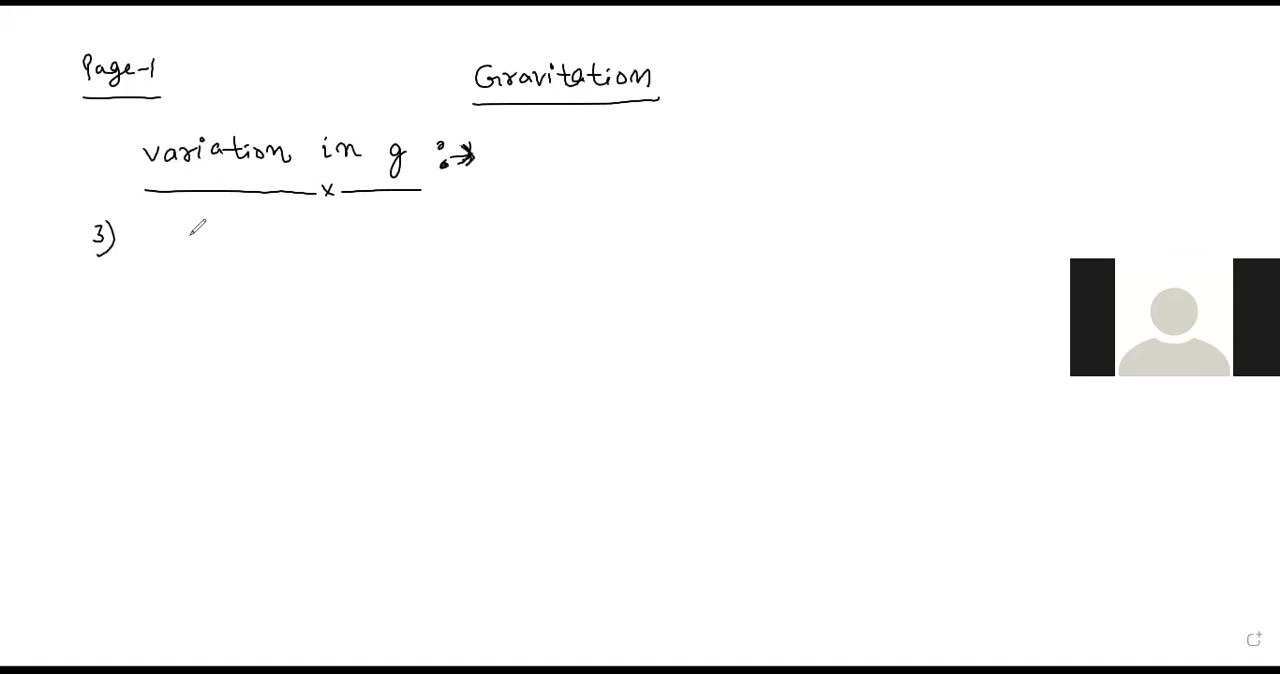 Page-1
Gravitation
variation in g :→
x
3)